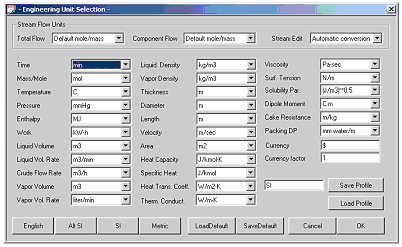 - Engineering Unit Selection -
Stream Flow Units
Total Flow Default mole/mass Component Flow Default mole/mass Stream Edit Automatic conversion
Time min Liquid Density kg/m3 Viscosity Pa-sec
Mass/Mole mol Vapor Density kg/m3 Surf. Tension N/m
Temperature C Thickness m Solubility Par. (J/m3)**0.5
Pressure mmHg Diameter m Dipole Moment C.m
Enthalpy MJ Length m Cake Resistance m/kg
Work kW-h Velocity m/sec Packing DP mm water/m
Liquid Volume m3 Area m2 Currency $
Liquid Vol. Rate m3/min Heat Capacity J/kmol-K Currency factor 1
Crude Flow Rate m3/h Specific Heat J/kmol
Vapor Volume m3 Heat Trans. Coeff. W/m2-K SI Save Profile
Vapor Vol. Rate liter/min Therm. Conduct. W/m-K Load Profile
English Alt SI SI Metric LoadDefault SaveDefault Cancel OK